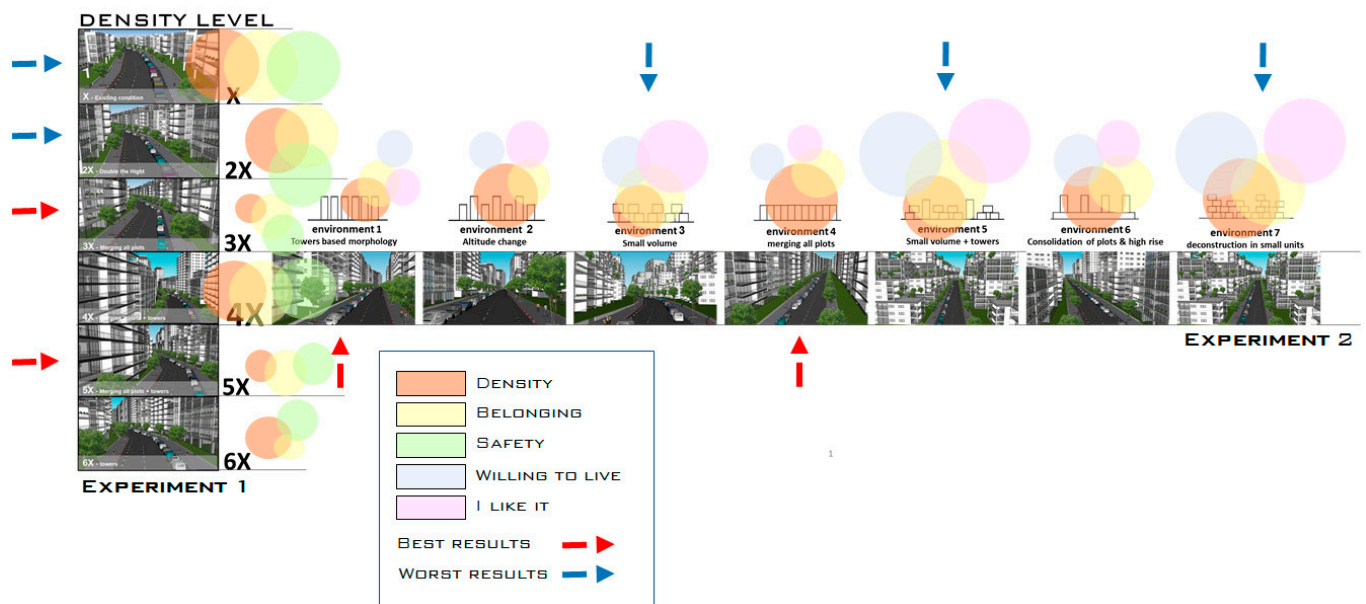 DENSITY LEVEL
X - Existing condition
X
2X - Double the Hight
2X
3X - Merging all plots
3X
4X
+ towers
5X - Merging all plots + towers
5X
6X - towers
6X
EXPERIMENT 1
environment 1
Towers based morphology
environment 2
Altitude change
environment 3
Small volume
environment 4
merging all plots
environment 5
Small volume + towers
environment 6
Consolidation of plots & high rise
environment 7
deconstruction in small units
4X
EXPERIMENT 2
DENSITY
BELONGING
SAFETY
WILLING TO LIVE
I LIKE IT
BEST RESULTS
WORST RESULTS
1